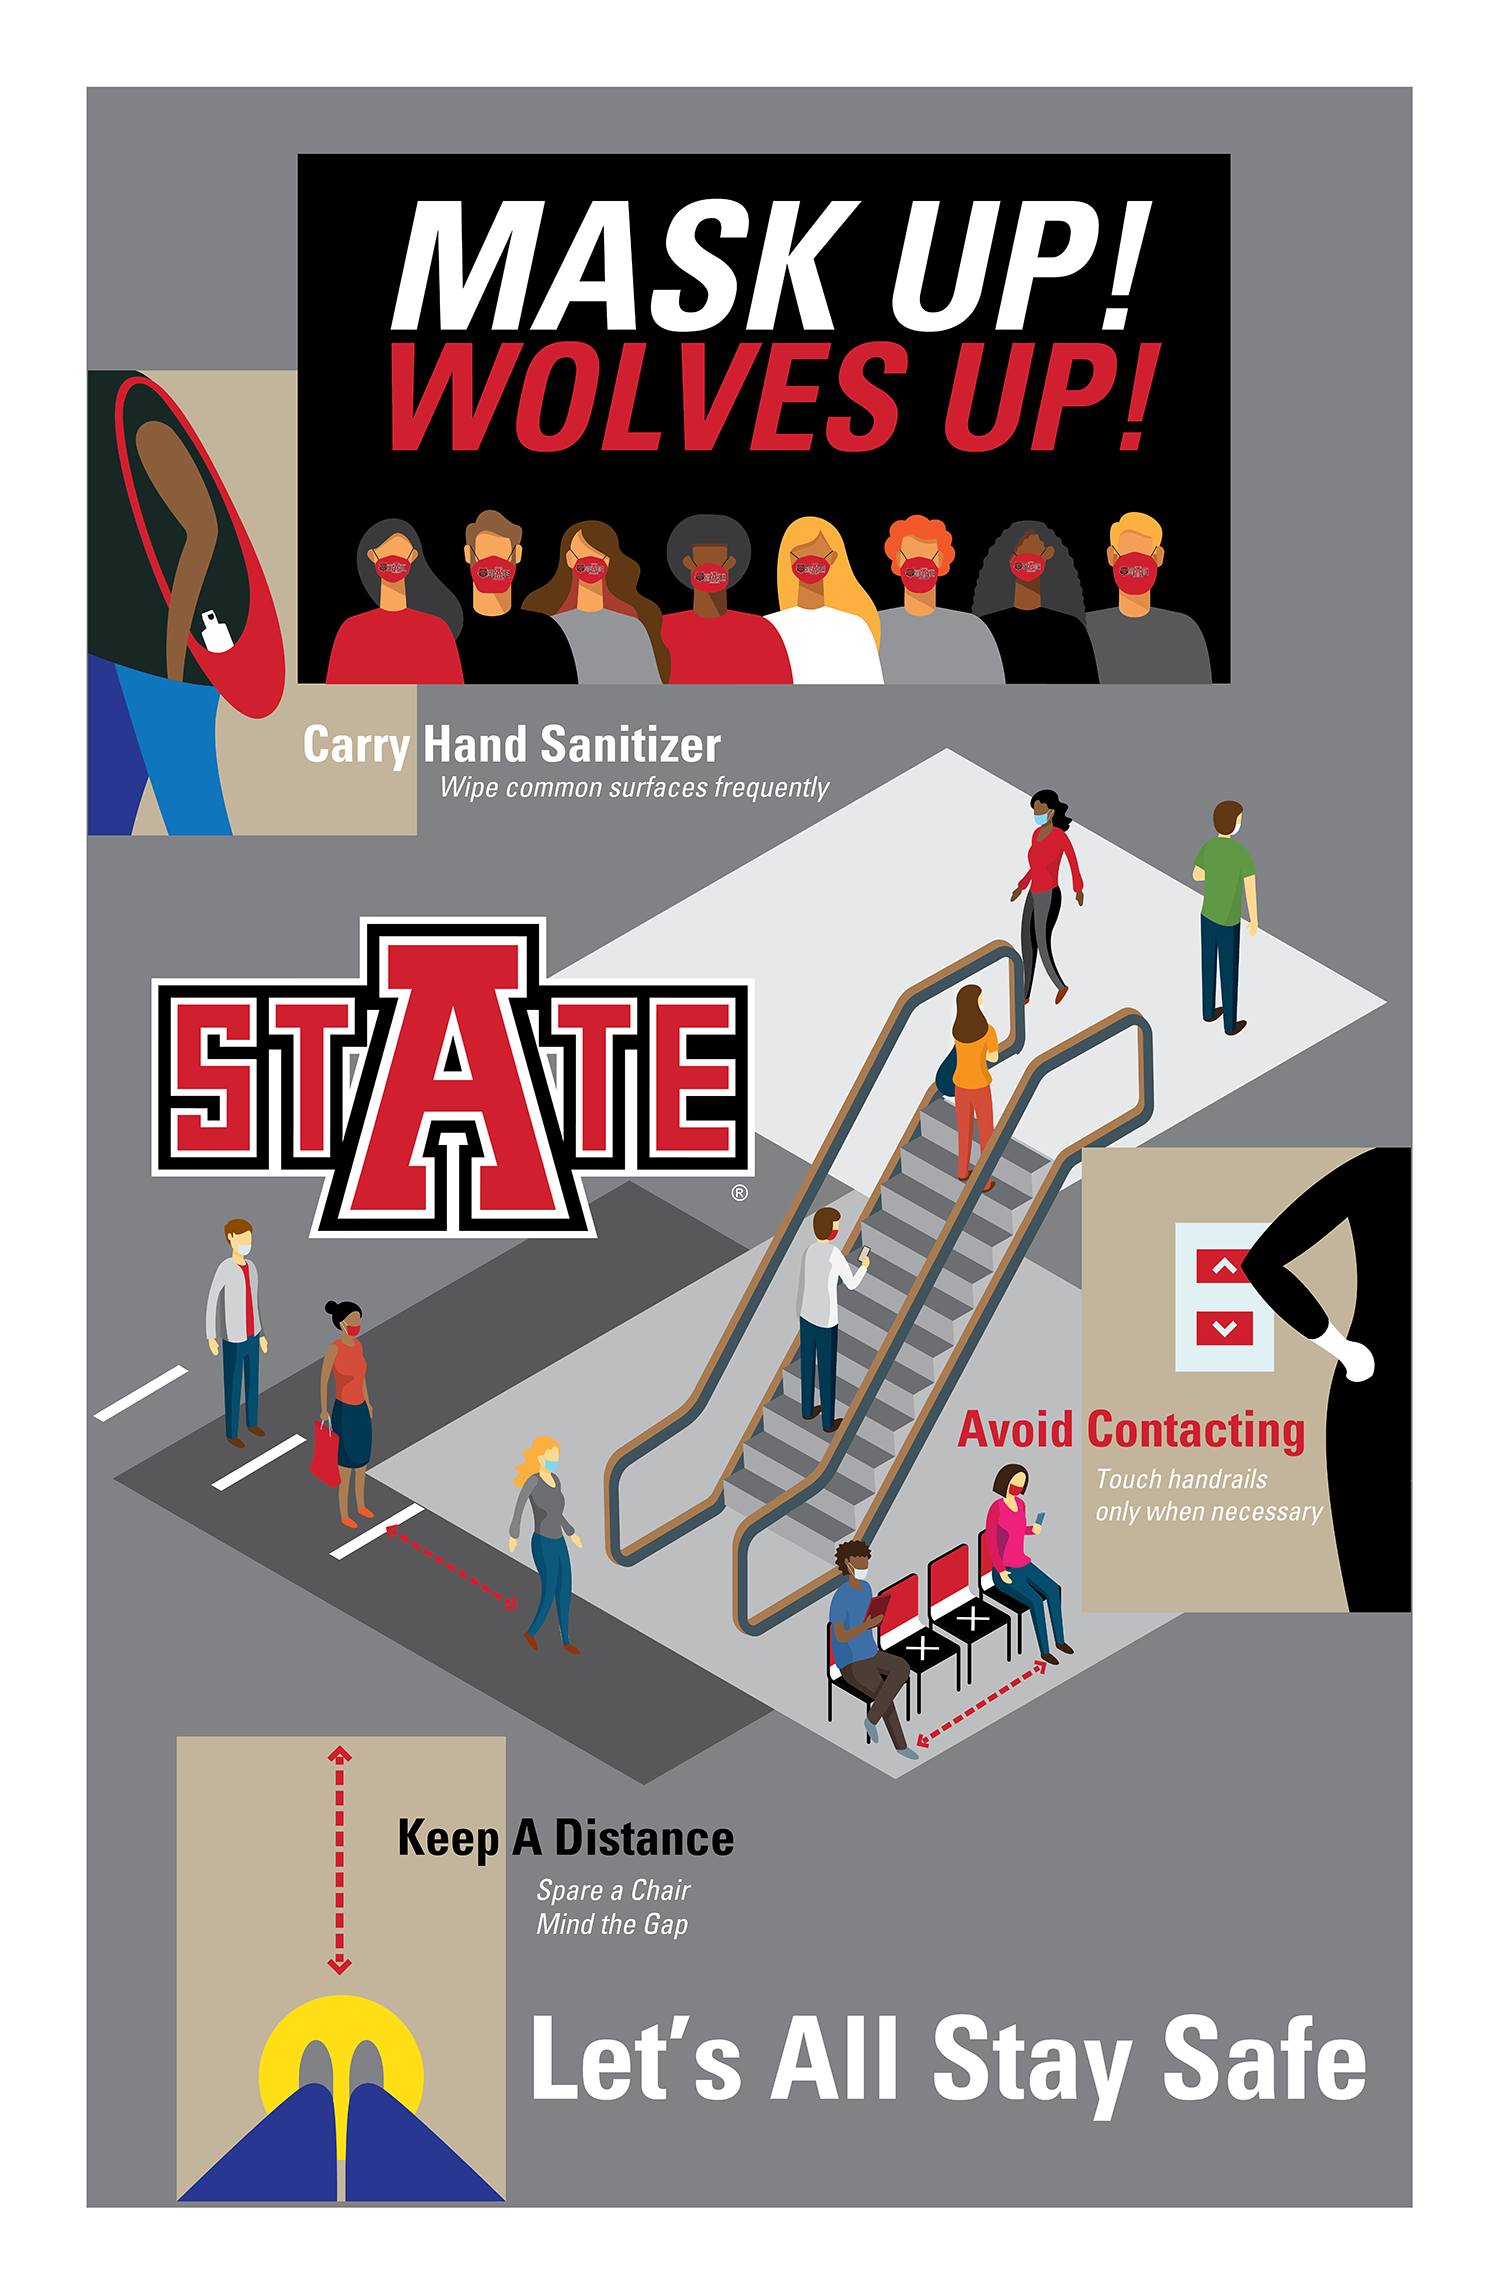 MASK UP!
WOLVES UP!
Carry Hand Sanitizer
Wipe common surfaces frequently
STATE
®
Avoid Contacting
Touch handrails
only when necessary
Keep A Distance
Spare a Chair
Mind the Gap
Let's All Stay Safe